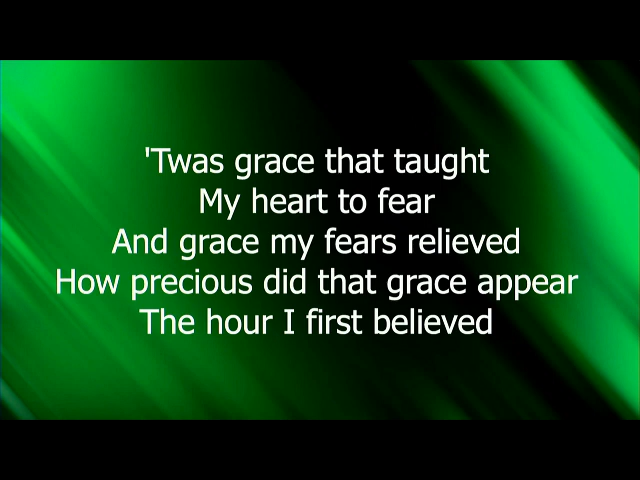 'Twas grace that taught
My heart to fear
And grace my fears relieved
How precious did that grace appear
The hour I first believed